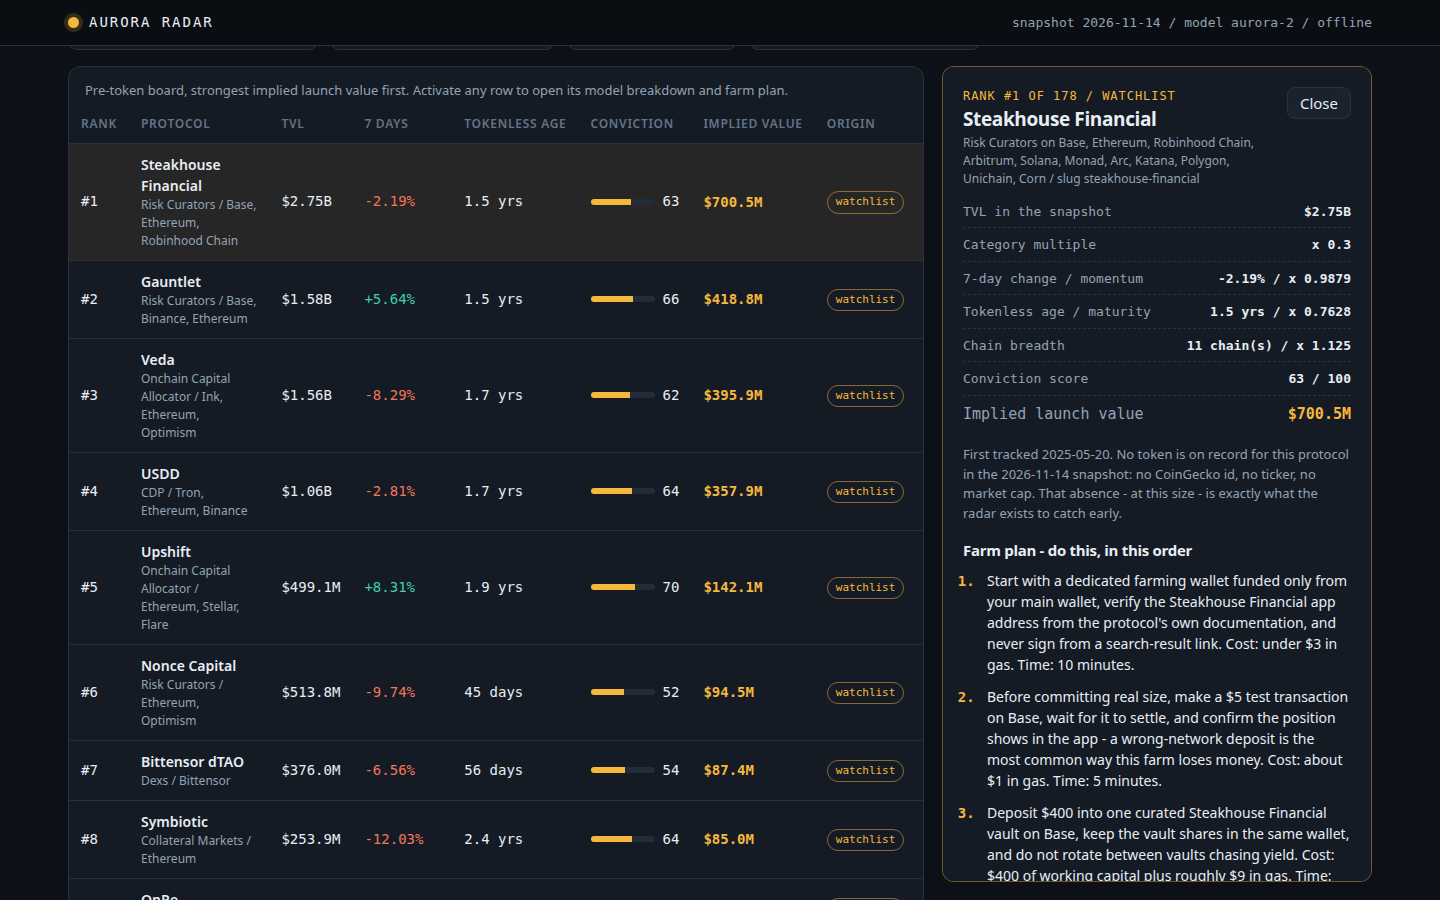 AURORA RADAR
snapshot 2026-11-14 / model aurora-2 / offline
Pre-token board, strongest implied launch value first. Activate any row to open its model breakdown and farm plan.
RANK PROTOCOL TVL 7 DAYS TOKENLESS AGE CONVICTION IMPLIED VALUE ORIGIN
#1 Steakhouse Financial $2.75B -2.19% 1.5 yrs 63 $700.5M watchlist
Risk Curators / Base,
Ethereum,
Robinhood Chain
#2 Gauntlet $1.58B +5.64% 1.5 yrs 66 $418.8M watchlist
Risk Curators / Base,
Binance, Ethereum
#3 Veda $1.56B -8.29% 1.7 yrs 62 $395.9M watchlist
Onchain Capital
Allocator / Ink,
Ethereum,
Optimism
#4 USDD $1.06B -2.81% 1.7 yrs 64 $357.9M watchlist
CDP / Tron,
Ethereum, Binance
#5 Upshift $499.1M +8.31% 1.9 yrs 70 $142.1M watchlist
Onchain Capital
Allocator /
Ethereum, Stellar,
Flare
#6 Nonce Capital $513.8M -9.74% 45 days 52 $94.5M watchlist
Risk Curators /
Ethereum,
Optimism
#7 Bittensor dTAO $376.0M -6.56% 56 days 54 $87.4M watchlist
Dexs / Bittensor
#8 Symbiotic $253.9M -12.03% 2.4 yrs 64 $85.0M watchlist
Collateral Markets /
Ethereum
RANK #1 OF 178 / WATCHLIST
Close
Steakhouse Financial
Risk Curators on Base, Ethereum, Robinhood Chain,
Arbitrum, Solana, Monad, Arc, Katana, Polygon,
Unichain, Corn / slug steakhouse-financial
TVL in the snapshot $2.75B
Category multiple x 0.3
7-day change / momentum -2.19% / x 0.9879
Tokenless age / maturity 1.5 yrs / x 0.7628
Chain breadth 11 chain(s) / x 1.125
Conviction score 63 / 100
Implied launch value $700.5M
First tracked 2025-05-20. No token is on record for this protocol
in the 2026-11-14 snapshot: no CoinGecko id, no ticker, no
market cap. That absence - at this size - is exactly what the
radar exists to catch early.
Farm plan - do this, in this order
1. Start with a dedicated farming wallet funded only from
your main wallet, verify the Steakhouse Financial app
address from the protocol's own documentation, and
never sign from a search-result link. Cost: under $3 in
gas. Time: 10 minutes.
2. Before committing real size, make a $5 test transaction
on Base, wait for it to settle, and confirm the position
shows in the app - a wrong-network deposit is the
most common way this farm loses money. Cost: about
$1 in gas. Time: 5 minutes.
3. Deposit $400 into one curated Steakhouse Financial
vault on Base, keep the vault shares in the same wallet,
and do not rotate between vaults chasing yield. Cost:
$400 of working capital plus roughly $9 in gas. Time: